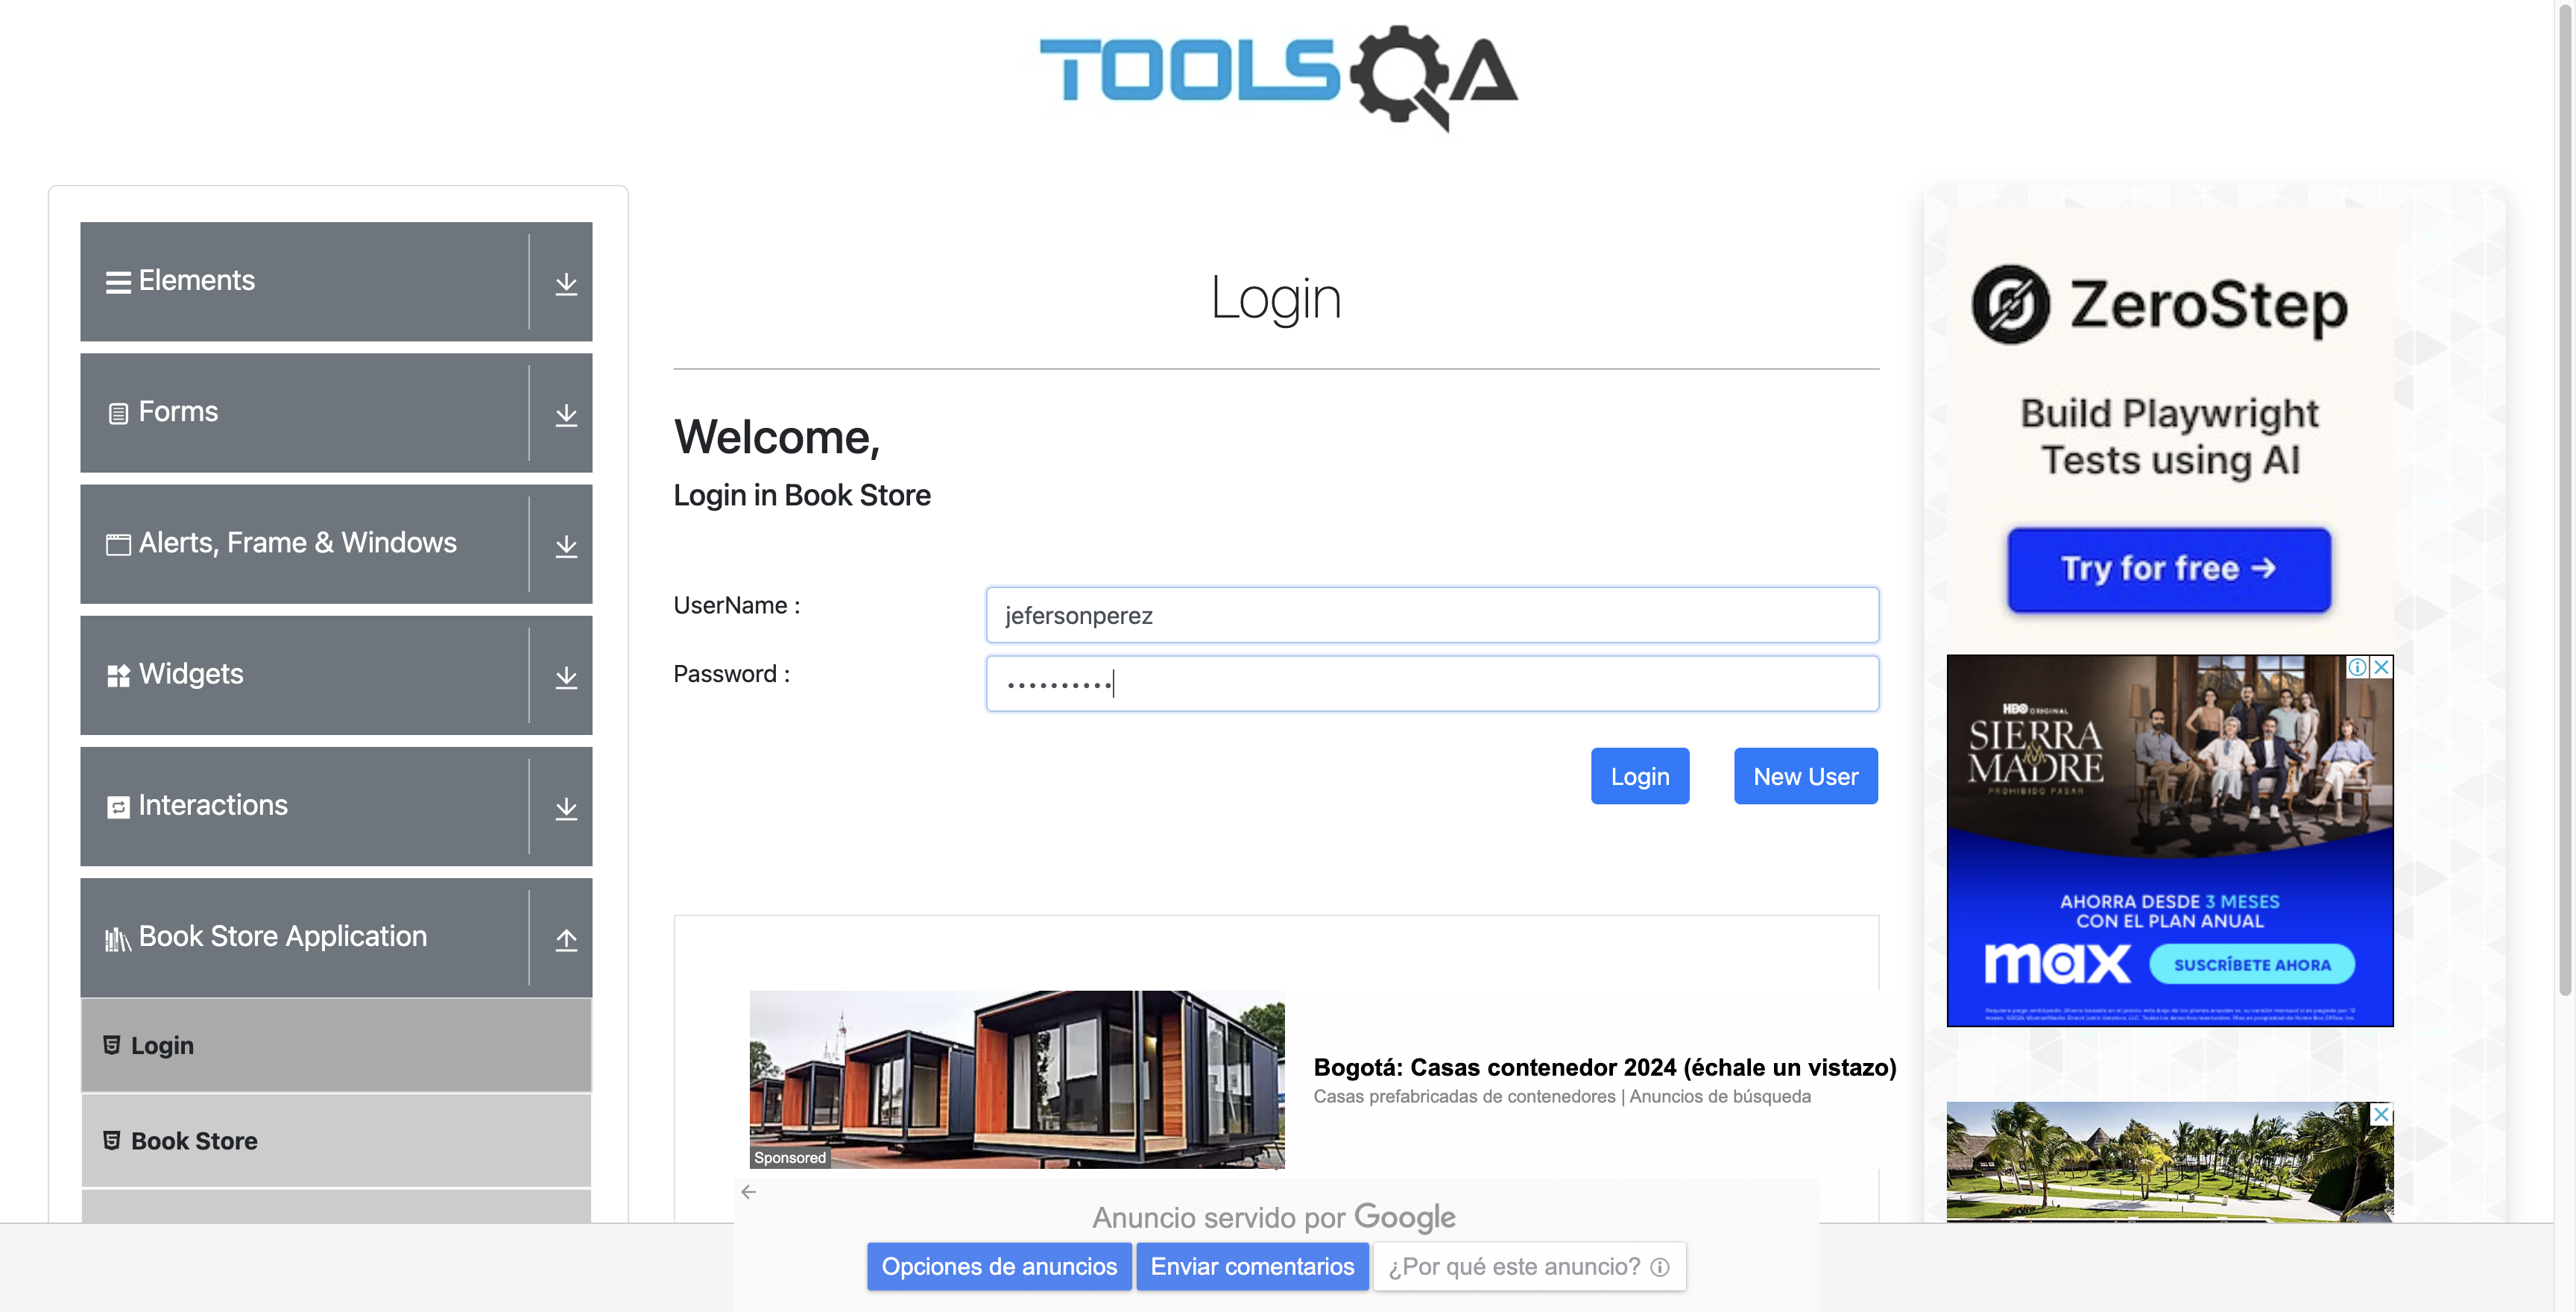 TOOLSQA
Elements
Forms
Alerts, Frame & Windows
Widgets
Interactions
Book Store Application
Login
Book Store
Login
Welcome,
Login in Book Store
UserName :
jefersonperez
Password :
••••••••••
Login
New User
Sponsored
Bogotá: Casas contenedor 2024 (échale un vistazo)
Casas prefabricadas de contenedores | Anuncios de búsqueda
Anuncio servido por Google
Opciones de anuncios
Enviar comentarios
¿Por qué este anuncio?
ZeroStep
Build Playwright
Tests using AI
Try for free →
HBO ORIGINAL
SIERRA
MADRE
PROHIBIDO PASAR
AHORRA DESDE 3 MESES
CON EL PLAN ANUAL
max
SUSCRÍBETE AHORA